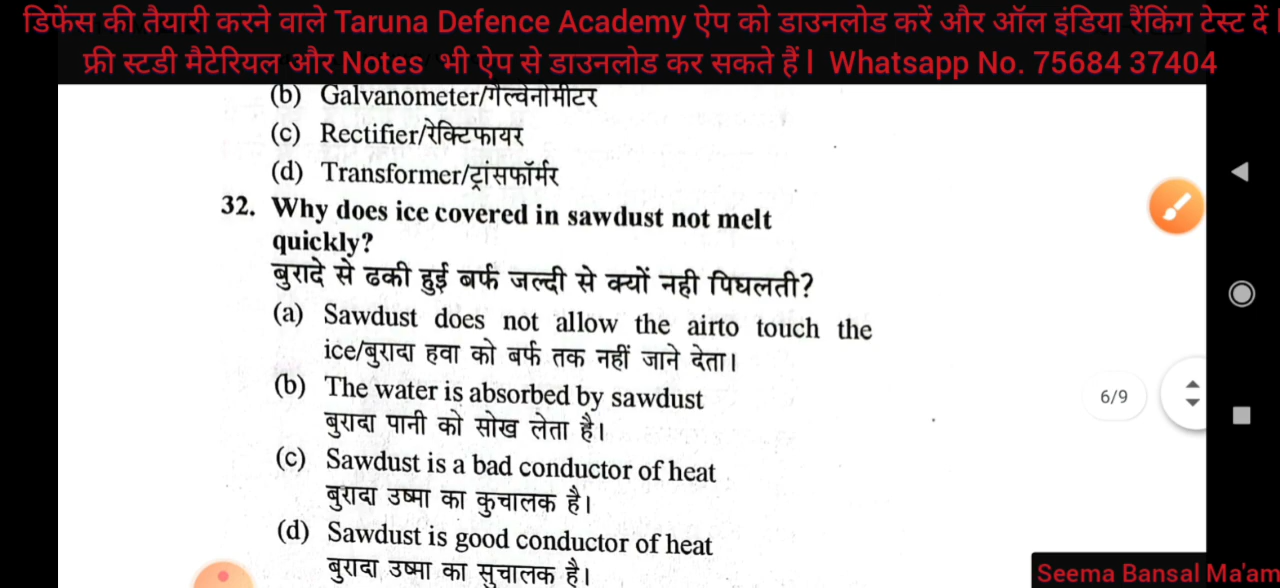 डिफेंस की तैयारी करने वाले Taruna Defence Academy ऐप को डाउनलोड करें और ऑल इंडिया रैंकिंग टेस्ट दें |
फ्री स्टडी मैटेरियल और Notes भी ऐप से डाउनलोड कर सकते हैं | Whatsapp No. 75684 37404
(b) Galvanometer/गैल्वेनोमीटर
(c) Rectifier/रेक्टिफायर
(d) Transformer/ट्रांसफॉर्मर
32. Why does ice covered in sawdust not melt
quickly?
बुरादे से ढकी हुई बर्फ जल्दी से क्यों नही पिघलती?
(a) Sawdust does not allow the airto touch the
ice/बुरादा हवा को बर्फ तक नहीं जाने देता।
(b) The water is absorbed by sawdust
बुरादा पानी को सोख लेता है।
(c) Sawdust is a bad conductor of heat
बुरादा उष्मा का कुचालक है।
(d) Sawdust is good conductor of heat
बुरादा उष्मा का सुचालक है।
6/9
Seema Bansal Ma'am